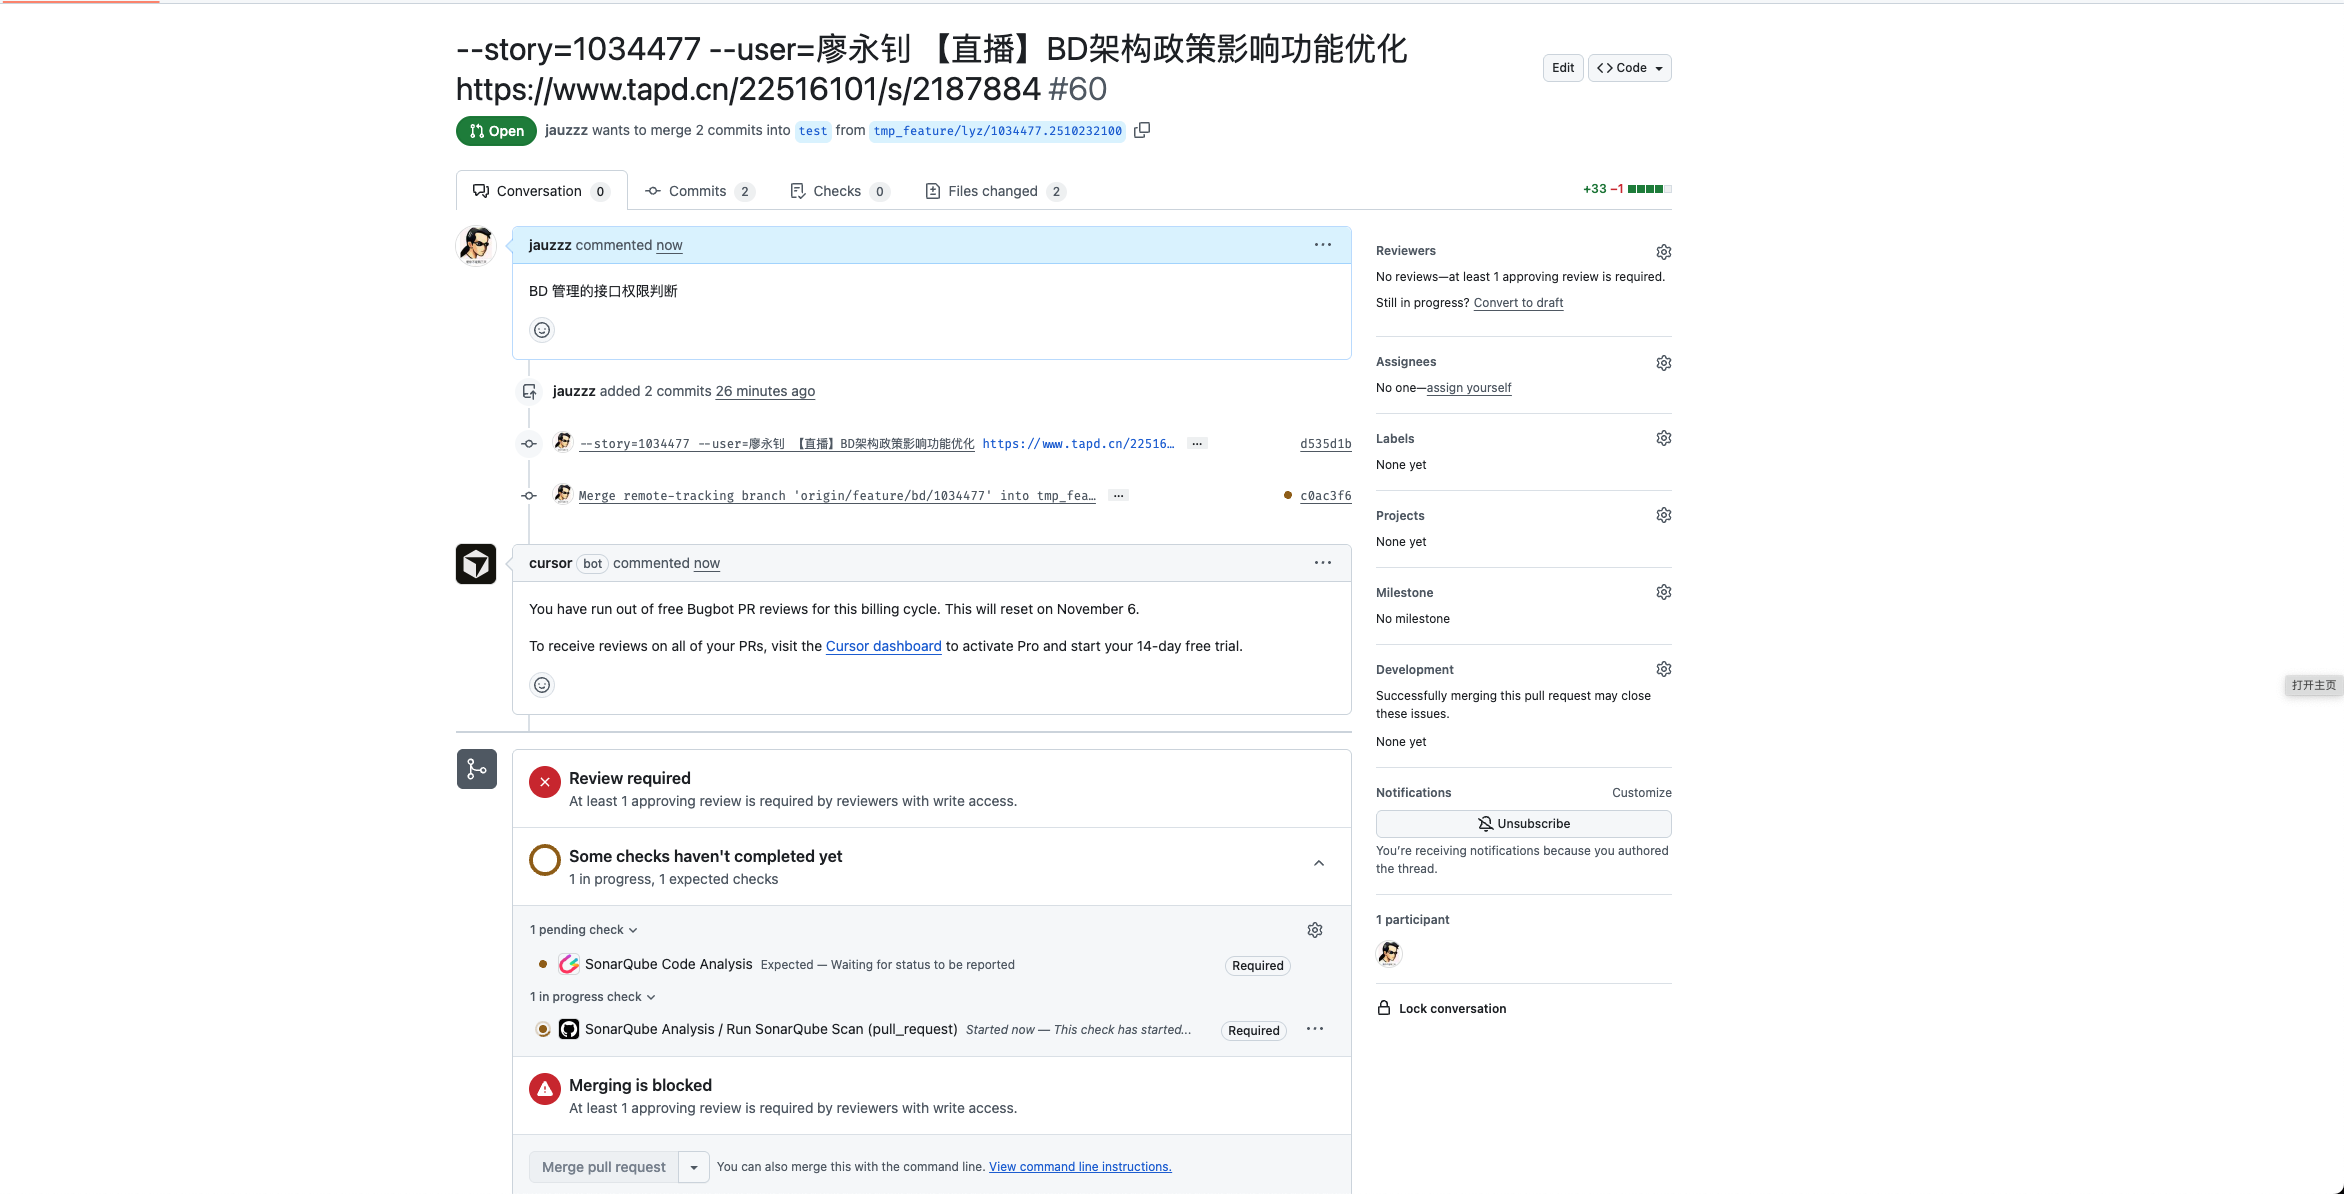 --story=1034477 --user=廖永钊 【直播】BD架构政策影响功能优化
https://www.tapd.cn/22516101/s/2187884 #60
Edit
Code
Open
jauzzz wants to merge 2 commits into test from tmp_feature/lyz/1034477.2510232100
Conversation 0
Commits 2
Checks 0
Files changed 2
+33 −1
jauzzz commented now
BD 管理的接口权限判断
jauzzz added 2 commits 26 minutes ago
--story=1034477 --user=廖永钊 【直播】BD架构政策影响功能优化 https://www.tapd.cn/22516… ...
d535d1b
Merge remote-tracking branch 'origin/feature/bd/1034477' into tmp_fea… ...
c0ac3f6
cursor bot commented now
You have run out of free Bugbot PR reviews for this billing cycle. This will reset on November 6.
To receive reviews on all of your PRs, visit the Cursor dashboard to activate Pro and start your 14-day free trial.
Review required
At least 1 approving review is required by reviewers with write access.
Some checks haven't completed yet
1 in progress, 1 expected checks
1 pending check
SonarQube Code Analysis Expected — Waiting for status to be reported
Required
1 in progress check
SonarQube Analysis / Run SonarQube Scan (pull_request) Started now — This check has started...
Required
Merging is blocked
At least 1 approving review is required by reviewers with write access.
Merge pull request
You can also merge this with the command line. View command line instructions.
Reviewers
No reviews—at least 1 approving review is required.
Still in progress? Convert to draft
Assignees
No one—assign yourself
Labels
None yet
Projects
None yet
Milestone
No milestone
Development
Successfully merging this pull request may close
these issues.
None yet
Notifications
Customize
Unsubscribe
You're receiving notifications because you authored
the thread.
1 participant
Lock conversation
打开主页